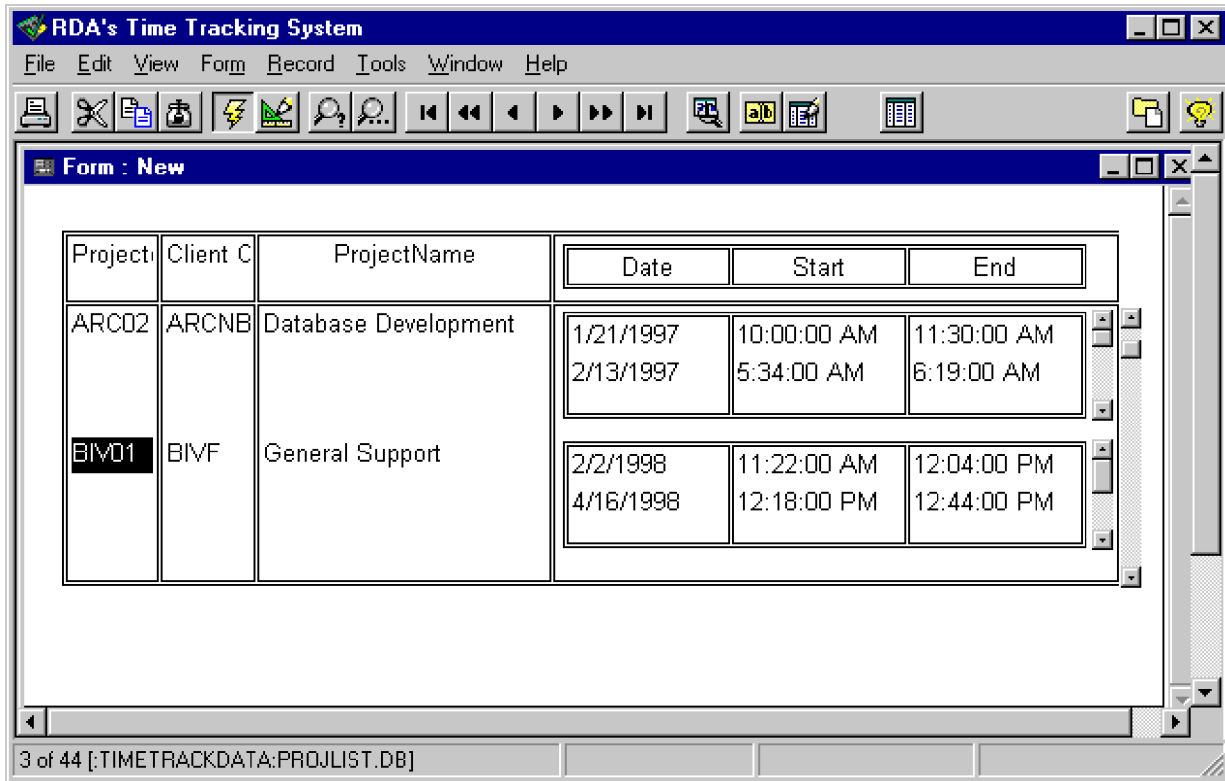 RDA's Time Tracking System
File Edit View Form Record Tools Window Help
Form : New
Project Client C ProjectName Date Start End
ARC02 ARCNB Database Development 1/21/1997 10:00:00 AM 11:30:00 AM
2/13/1997 5:34:00 AM 6:19:00 AM
BIV01 BIVF General Support 2/2/1998 11:22:00 AM 12:04:00 PM
4/16/1998 12:18:00 PM 12:44:00 PM
3 of 44 [:TIMETRACKDATA:PROJLIST.DB]